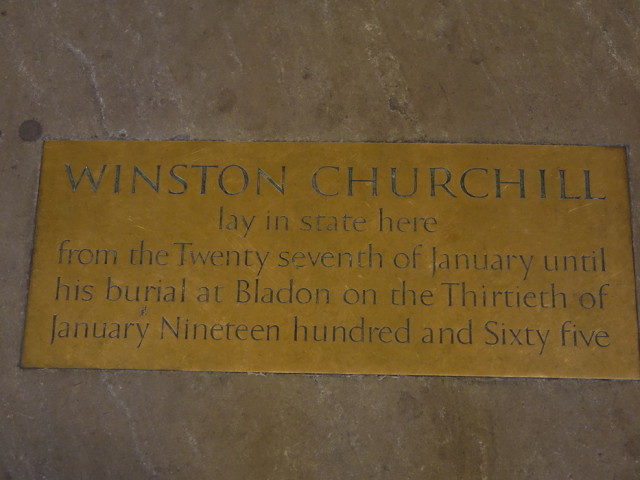 WINSTON CHURCHILL
lay in state here
from the Twenty seventh of January until
his burial at Bladon on the Thirtieth of
January Nineteen hundred and Sixty five